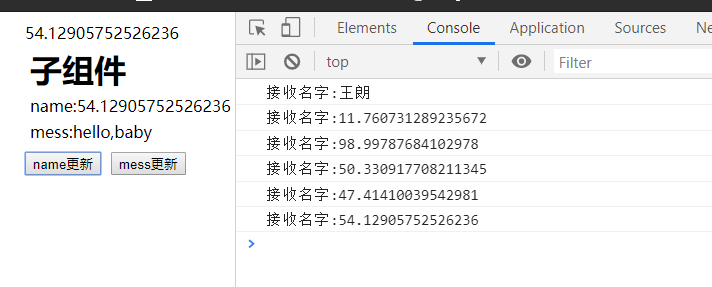 54.12905752526236
子组件
name:54.12905752526236
mess:hello,baby
name更新 mess更新
Elements Console Application Sources
top Filter
接收名字:王朗
接收名字:11.760731289235672
接收名字:98.99787684102978
接收名字:50.330917708211345
接收名字:47.41410039542981
接收名字:54.12905752526236
>